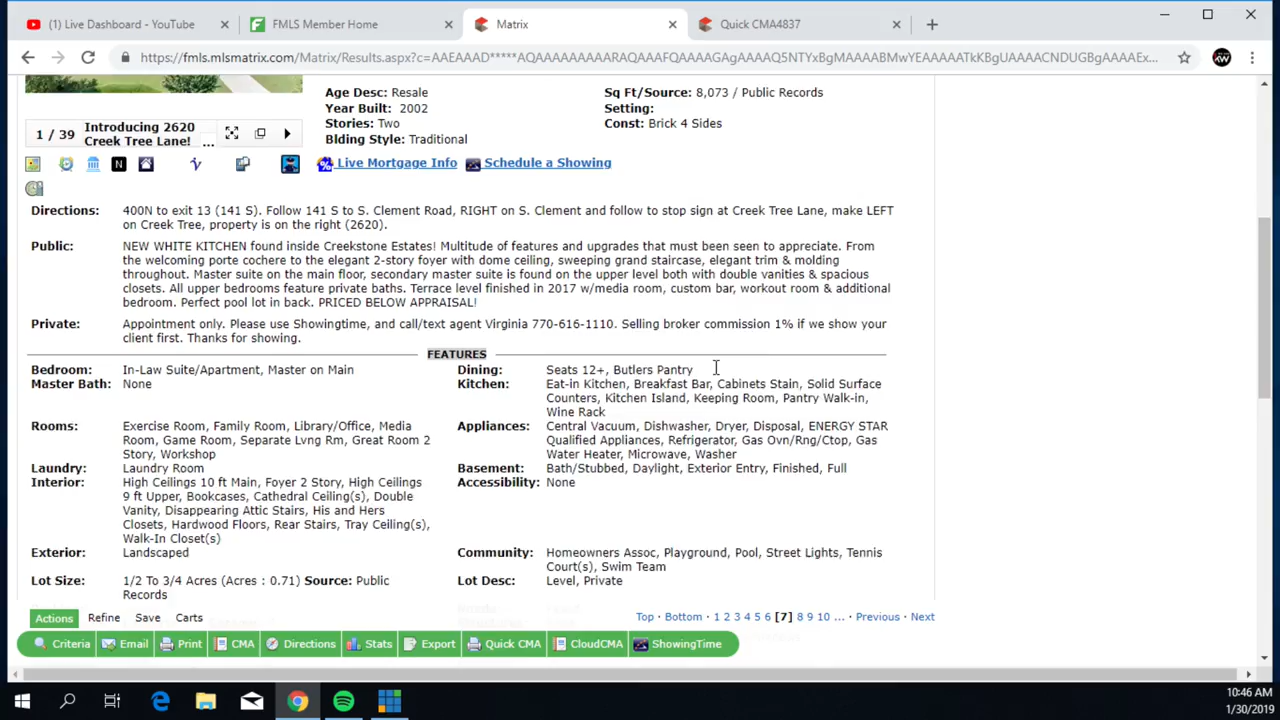 (1) Live Dashboard - YouTube
FMLS Member Home
Matrix
Quick CMA4837
https://fmls.mlsmatrix.com/Matrix/Results.aspx?c=AAEAAAD*****AQAAAAAAAAAARAQAAAFQAAAAGAgAAAAQ5NTYxBgMAAAABMwYEAAAAATkKBgUAAAACNDUGBgAAAAEx...
Age Desc: Resale
Sq Ft/Source: 8,073 / Public Records
Year Built: 2002
Setting:
Stories: Two
Const: Brick 4 Sides
Blding Style: Traditional
1 / 39
Introducing 2620
Creek Tree Lane!
...
N
Live Mortgage Info
Schedule a Showing
Directions: 400N to exit 13 (141 S). Follow 141 S to S. Clement Road, RIGHT on S. Clement and follow to stop sign at Creek Tree Lane, make LEFT
on Creek Tree, property is on the right (2620).
Public: NEW WHITE KITCHEN found inside Creekstone Estates! Multitude of features and upgrades that must been seen to appreciate. From
the welcoming porte cochere to the elegant 2-story foyer with dome ceiling, sweeping grand staircase, elegant trim & molding
throughout. Master suite on the main floor, secondary master suite is found on the upper level both with double vanities & spacious
closets. All upper bedrooms feature private baths. Terrace level finished in 2017 w/media room, custom bar, workout room & additional
bedroom. Perfect pool lot in back. PRICED BELOW APPRAISAL!
Private: Appointment only. Please use Showingtime, and call/text agent Virginia 770-616-1110. Selling broker commission 1% if we show your
client first. Thanks for showing.
FEATURES
Bedroom: In-Law Suite/Apartment, Master on Main
Master Bath: None
Rooms: Exercise Room, Family Room, Library/Office, Media
Room, Game Room, Separate Lvng Rm, Great Room 2
Story, Workshop
Laundry: Laundry Room
Interior: High Ceilings 10 ft Main, Foyer 2 Story, High Ceilings
9 ft Upper, Bookcases, Cathedral Ceiling(s), Double
Vanity, Disappearing Attic Stairs, His and Hers
Closets, Hardwood Floors, Rear Stairs, Tray Ceiling(s),
Walk-In Closet(s)
Exterior: Landscaped
Lot Size: 1/2 To 3/4 Acres (Acres : 0.71) Source: Public
Records
Dining: Seats 12+, Butlers Pantry
Kitchen: Eat-in Kitchen, Breakfast Bar, Cabinets Stain, Solid Surface
Counters, Kitchen Island, Keeping Room, Pantry Walk-in,
Wine Rack
Appliances: Central Vacuum, Dishwasher, Dryer, Disposal, ENERGY STAR
Qualified Appliances, Refrigerator, Gas Ovn/Rng/Ctop, Gas
Water Heater, Microwave, Washer
Basement: Bath/Stubbed, Daylight, Exterior Entry, Finished, Full
Accessibility: None
Community: Homeowners Assoc, Playground, Pool, Street Lights, Tennis
Court(s), Swim Team
Lot Desc: Level, Private
Actions Refine Save Carts
Top · Bottom · 1 2 3 4 5 6 [7] 8 9 10 ... · Previous · Next
Criteria Email Print CMA Directions Stats Export Quick CMA CloudCMA ShowingTime
10:46 AM
1/30/2019